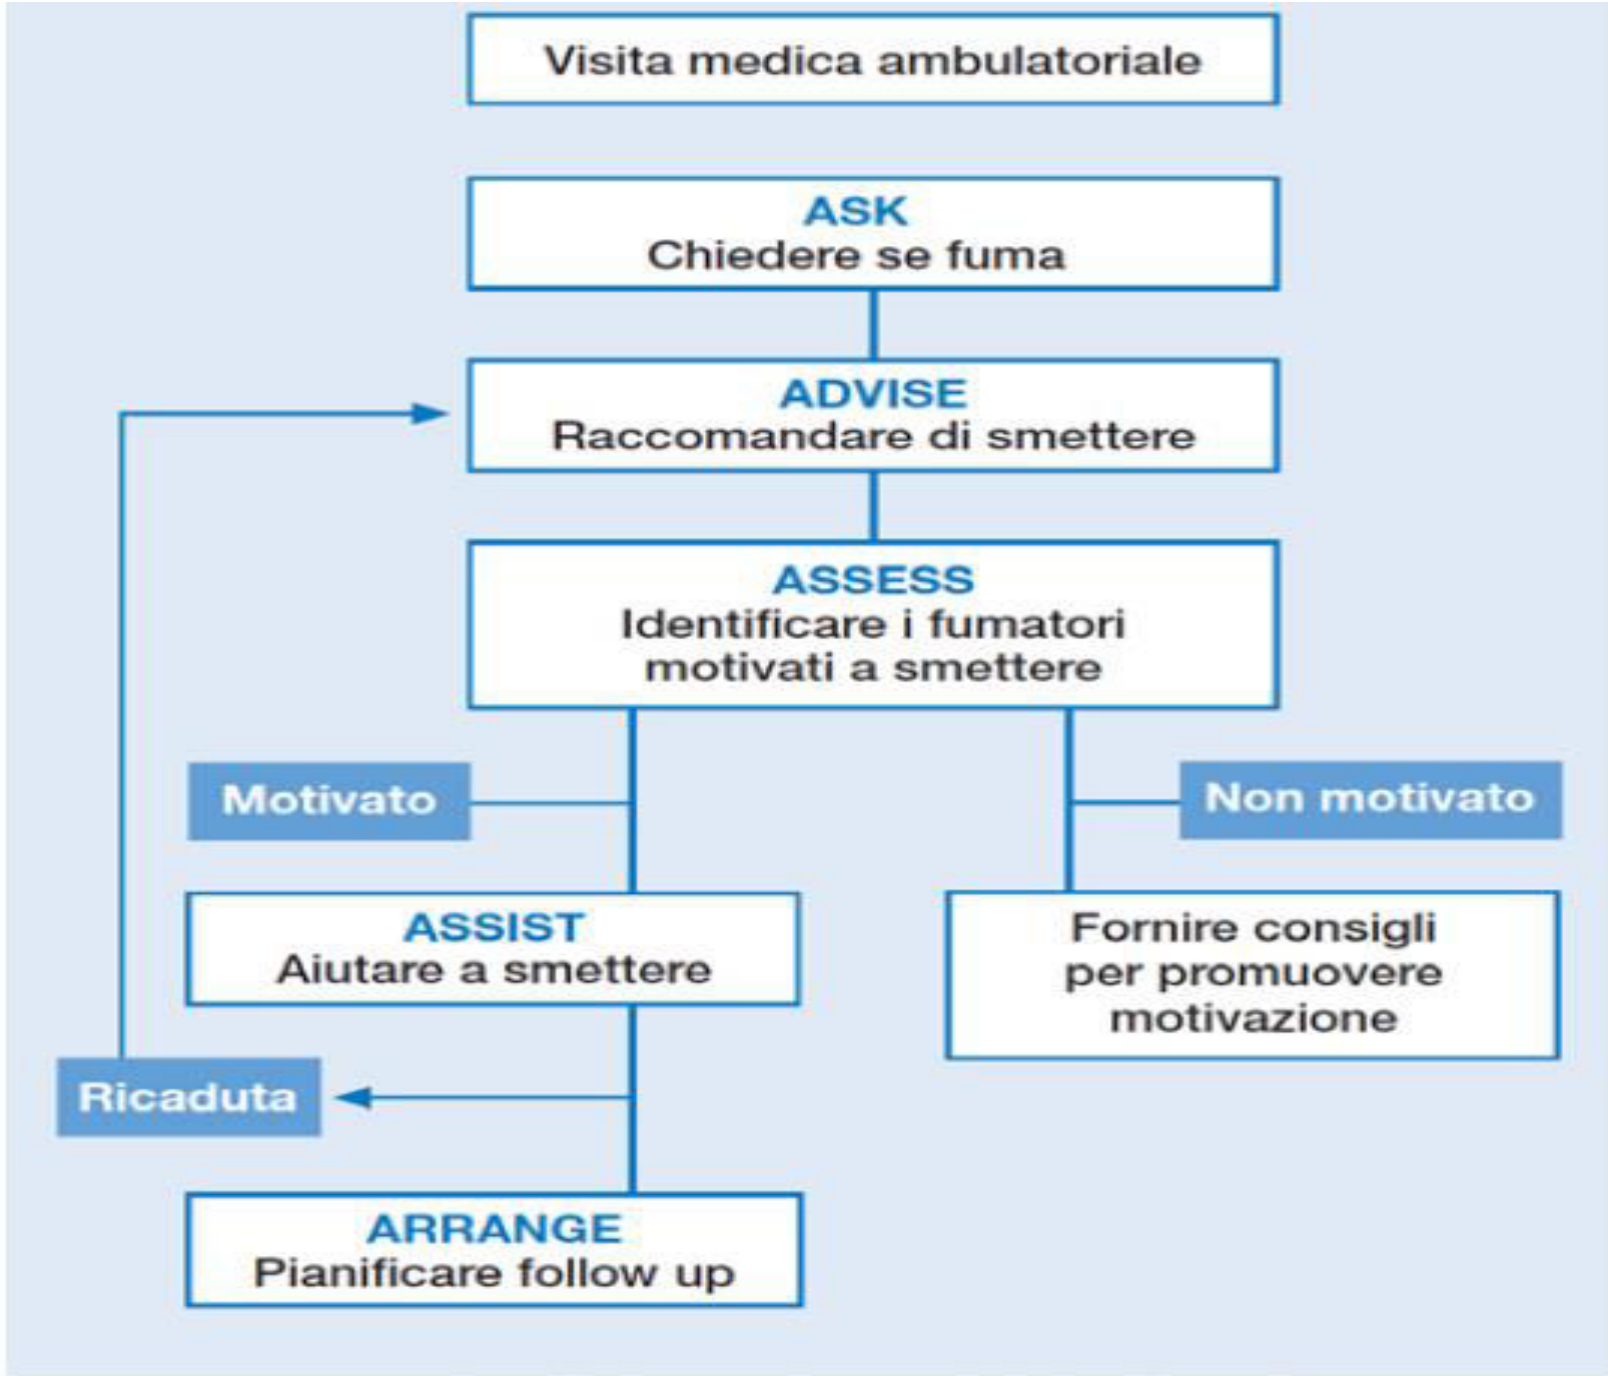 Visita medica ambulatoriale
ASK
Chiedere se fuma
ADVISE
Raccomandare di smettere
ASSESS
Identificare i fumatori
motivati a smettere
Motivato
Non motivato
ASSIST
Aiutare a smettere
Fornire consigli
per promuovere
motivazione
Ricaduta
ARRANGE
Pianificare follow up